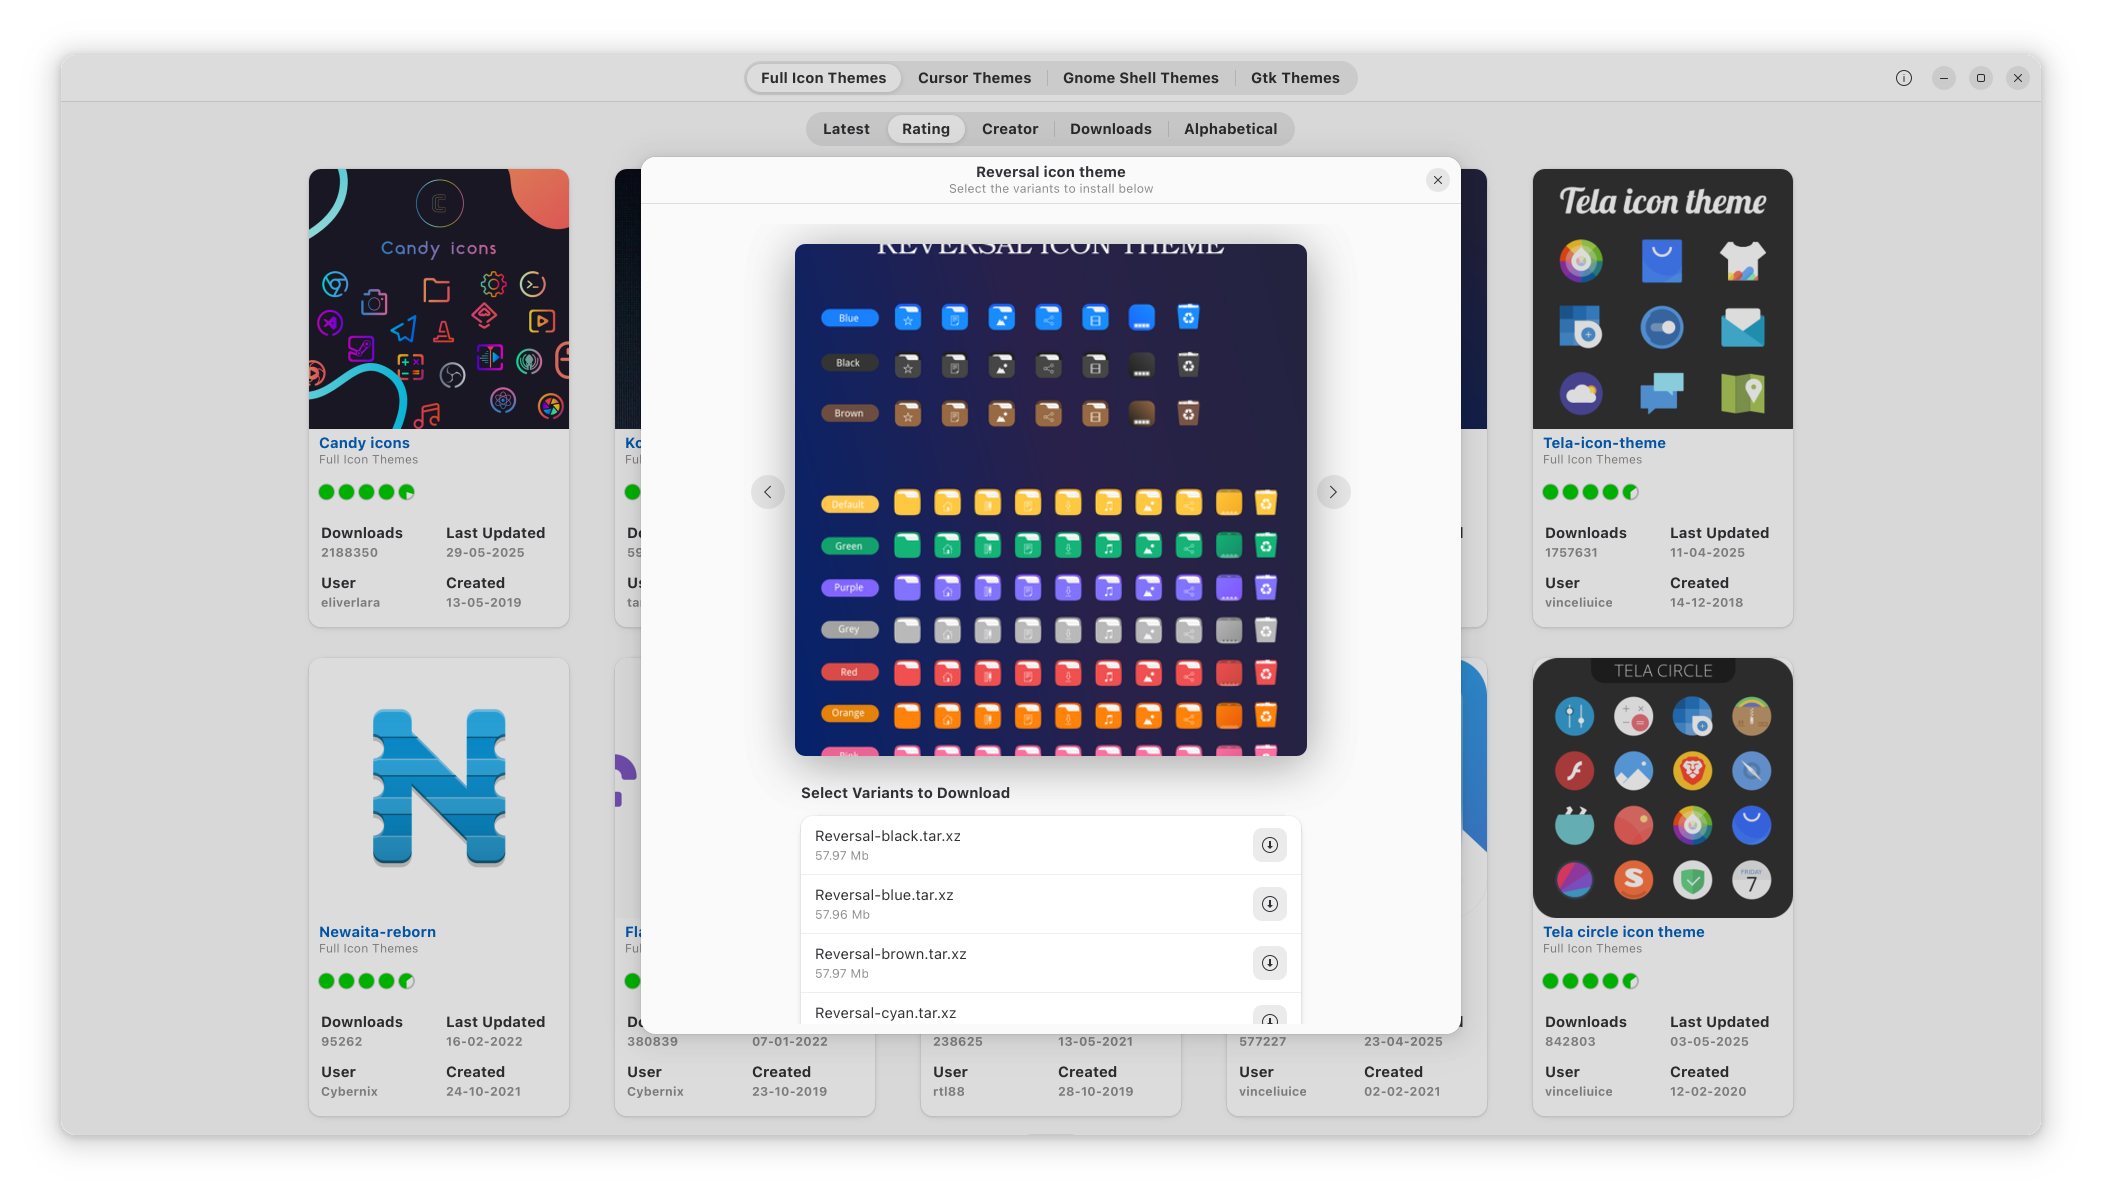 Full Icon Themes
Cursor Themes
Gnome Shell Themes
Gtk Themes
Latest
Rating
Creator
Downloads
Alphabetical
Reversal icon theme
Select the variants to install below
REVERSAL ICON THEME
Blue
Black
Brown
Default
Green
Purple
Grey
Red
Orange
Pink
Select Variants to Download
Reversal-black.tar.xz
57.97 Mb
Reversal-blue.tar.xz
57.96 Mb
Reversal-brown.tar.xz
57.97 Mb
Reversal-cyan.tar.xz
Candy icons
Candy icons
Full Icon Themes
Downloads
Last Updated
2188350
29-05-2025
User
Created
eliverlara
13-05-2019
Tela icon theme
Tela-icon-theme
Full Icon Themes
Downloads
Last Updated
1757631
11-04-2025
User
Created
vinceliuice
14-12-2018
Newaita-reborn
Full Icon Themes
Downloads
Last Updated
95262
16-02-2022
User
Created
Cybernix
24-10-2021
380839
07-01-2022
User
Created
Cybernix
23-10-2019
238625
13-05-2021
User
Created
rtl88
28-10-2019
577227
23-04-2025
User
Created
vinceliuice
02-02-2021
TELA CIRCLE
FRIDAY
7
Tela circle icon theme
Full Icon Themes
Downloads
Last Updated
842803
03-05-2025
User
Created
vinceliuice
12-02-2020